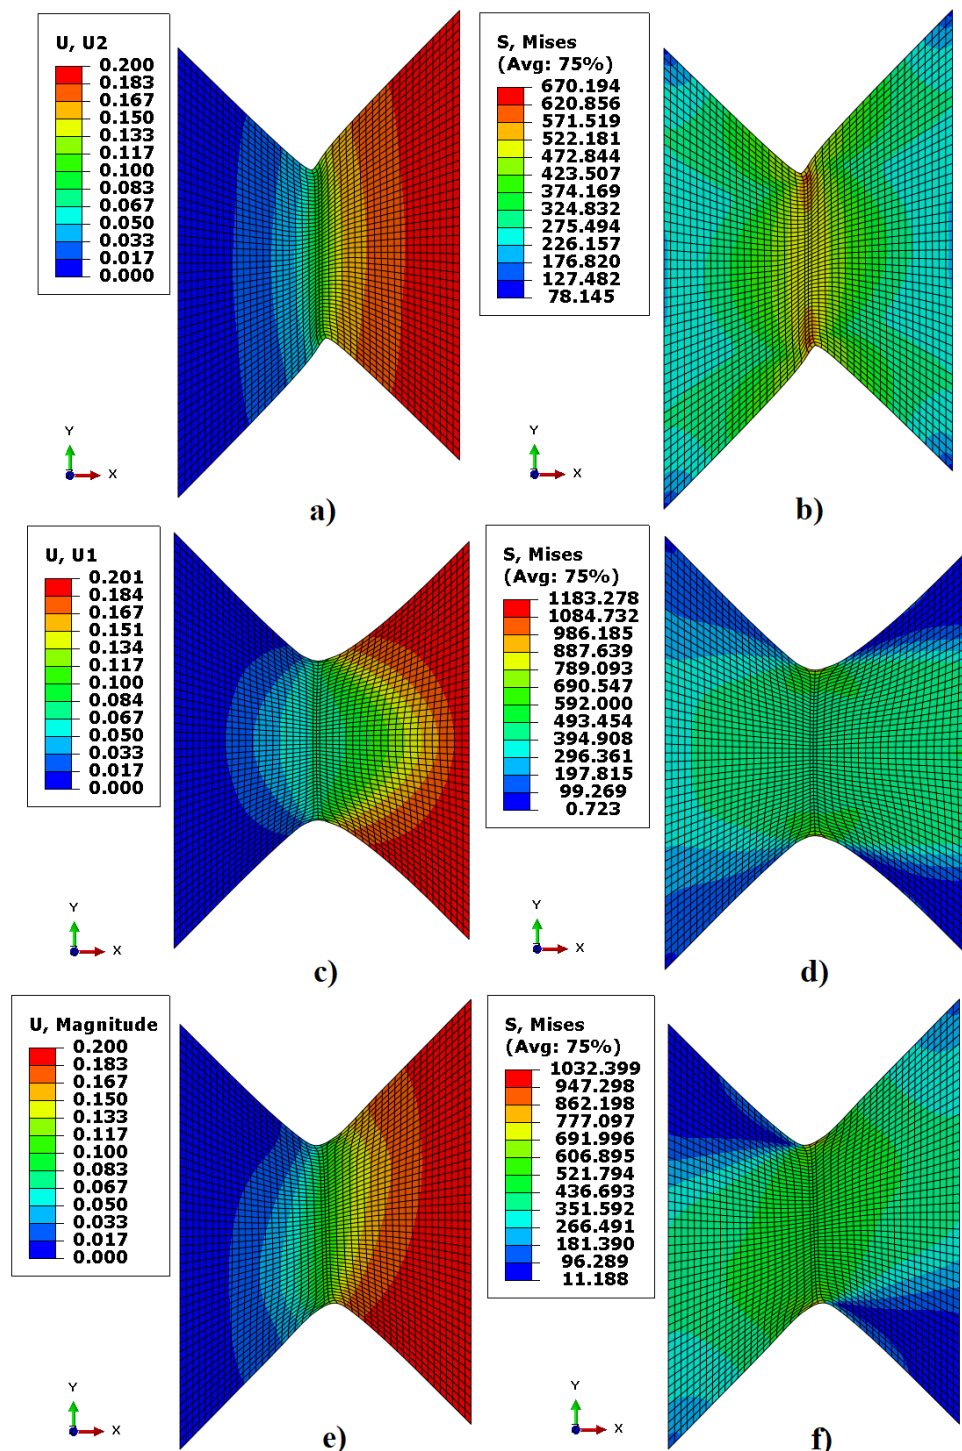 U, U2
0.200
0.183
0.167
0.150
0.133
0.117
0.100
0.083
0.067
0.050
0.033
0.017
0.000
Y
X
a)
S, Mises
(Avg: 75%)
670.194
620.856
571.519
522.181
472.844
423.507
374.169
324.832
275.494
226.157
176.820
127.482
78.145
Y
X
b)
U, U1
0.201
0.184
0.167
0.151
0.134
0.117
0.100
0.084
0.067
0.050
0.033
0.017
0.000
Y
X
c)
S, Mises
(Avg: 75%)
1183.278
1084.732
986.185
887.639
789.093
690.547
592.000
493.454
394.908
296.361
197.815
99.269
0.723
Y
X
d)
U, Magnitude
0.200
0.183
0.167
0.150
0.133
0.117
0.100
0.083
0.067
0.050
0.033
0.017
0.000
Y
X
e)
S, Mises
(Avg: 75%)
1032.399
947.298
862.198
777.097
691.996
606.895
521.794
436.693
351.592
266.491
181.390
96.289
11.188
Y
X
f)